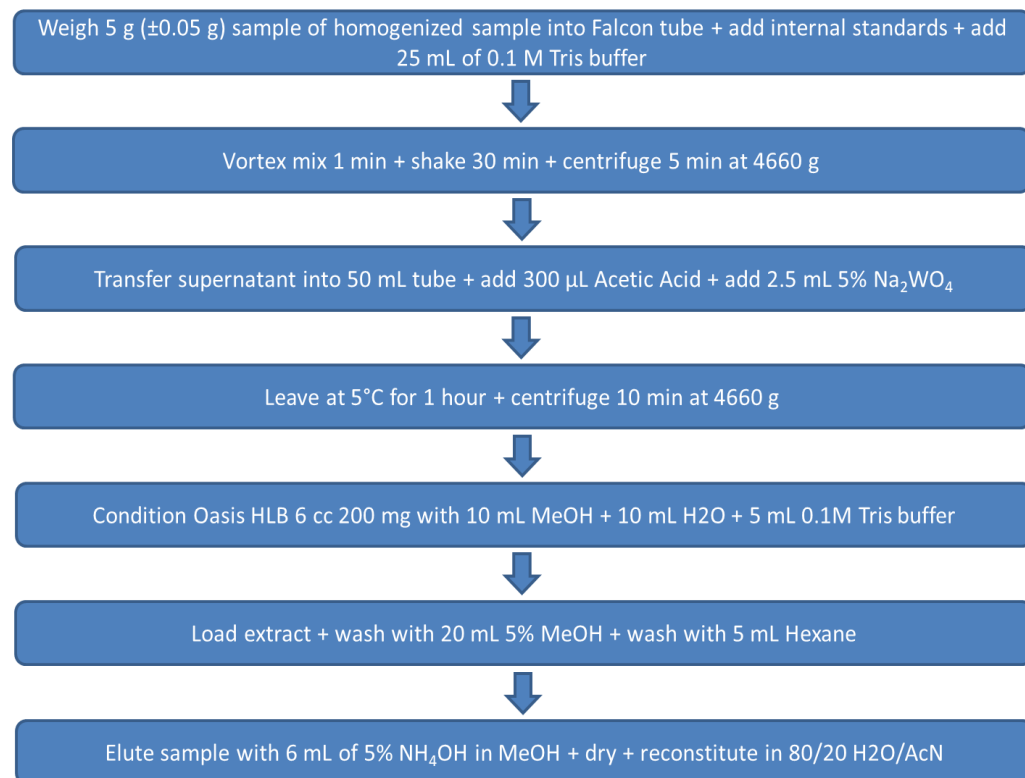 Weigh 5 g (±0.05 g) sample of homogenized sample into Falcon tube + add internal standards + add
25 mL of 0.1 M Tris buffer
Vortex mix 1 min + shake 30 min + centrifuge 5 min at 4660 g
Transfer supernatant into 50 mL tube + add 300 µL Acetic Acid + add 2.5 mL 5% Na₂WO₄
Leave at 5°C for 1 hour + centrifuge 10 min at 4660 g
Condition Oasis HLB 6 cc 200 mg with 10 mL MeOH + 10 mL H2O + 5 mL 0.1M Tris buffer
Load extract + wash with 20 mL 5% MeOH + wash with 5 mL Hexane
Elute sample with 6 mL of 5% NH₄OH in MeOH + dry + reconstitute in 80/20 H2O/AcN